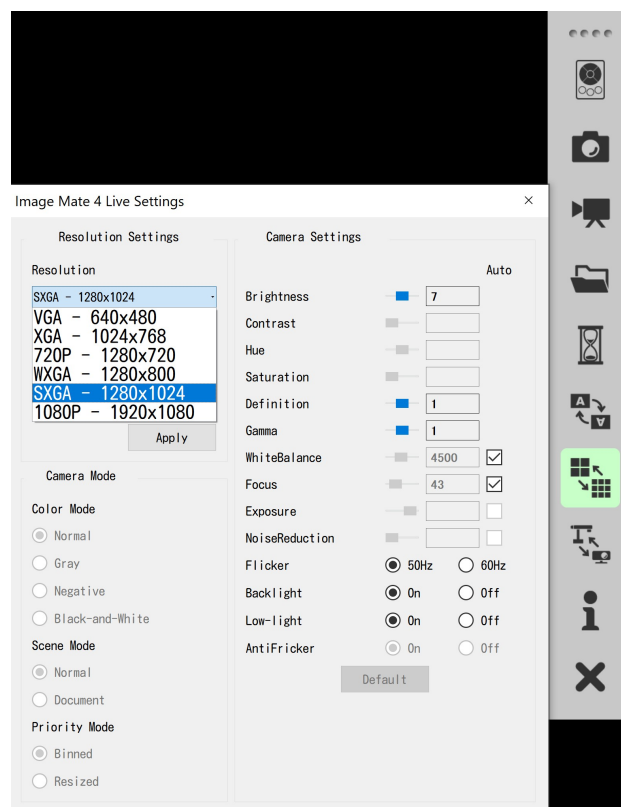 Image Mate 4 Live Settings
Resolution Settings
Resolution
SXGA - 1280x1024
VGA - 640x480
XGA - 1024x768
720P - 1280x720
WXGA - 1280x800
SXGA - 1280x1024
1080P - 1920x1080
Apply
Camera Mode
Color Mode
Normal
Gray
Negative
Black-and-White
Scene Mode
Normal
Document
Priority Mode
Binned
Resized
Camera Settings
Auto
Brightness 7
Contrast
Hue
Saturation
Definition 1
Gamma 1
WhiteBalance 4500
Focus 43
Exposure
NoiseReduction
Flicker 50Hz 60Hz
Backlight On Off
Low-light On Off
AntiFricker On Off
Default
A
A